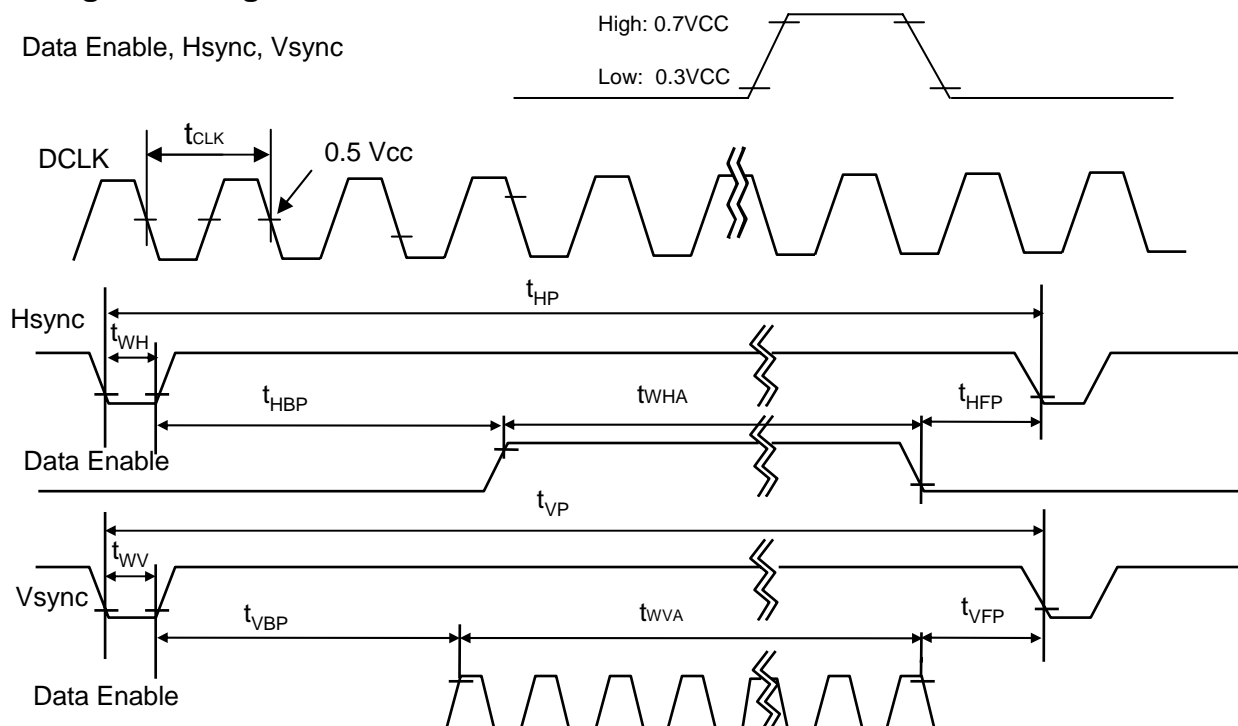 High: 0.7VCC
Data Enable, Hsync, Vsync
Low: 0.3VCC
tCLK
DCLK
0.5 Vcc
tHP
Hsync
tWH
tHBP
tWHA
tHFP
Data Enable
tVP
tWV
Vsync
tVBP
tWVA
tVFP
Data Enable